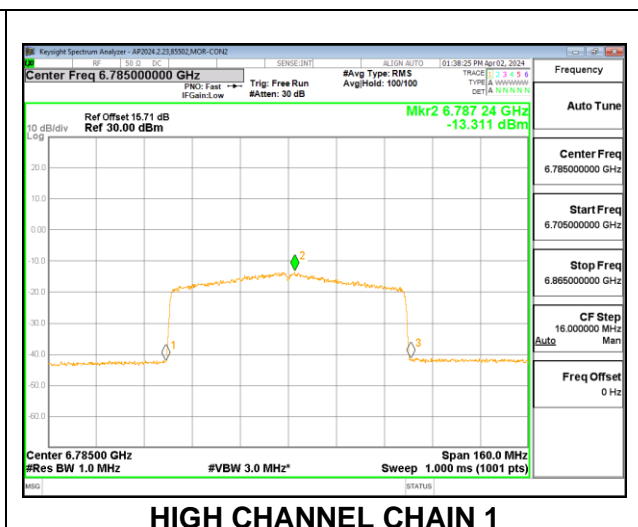 Keysight Spectrum Analyzer - AP2024.2.23,85502,MOR-CON2
RF 50 Ω DC SENSE:INT ALIGN AUTO 01:38:25 PM Apr 02, 2024
Center Freq 6.785000000 GHz
PNO: Fast
IFGain:Low
Trig: Free Run
#Atten: 30 dB
#Avg Type: RMS
Avg|Hold: 100/100
TRACE 1 2 3 4 5 6
TYPE A WWWWW
DET A N N N N N
Frequency
Mkr2 6.787 24 GHz
-13.311 dBm
Ref Offset 15.71 dB
10 dB/div Ref 30.00 dBm
Log
20.0
10.0
0.00
-10.0
-20.0
-30.0
-40.0
-50.0
-60.0
1
2
3
Center 6.78500 GHz Span 160.0 MHz
#Res BW 1.0 MHz #VBW 3.0 MHz* Sweep 1.000 ms (1001 pts)
MSG STATUS
Auto Tune
Center Freq
6.785000000 GHz
Start Freq
6.705000000 GHz
Stop Freq
6.865000000 GHz
CF Step
16.000000 MHz
Auto Man
Freq Offset
0 Hz
HIGH CHANNEL CHAIN 1